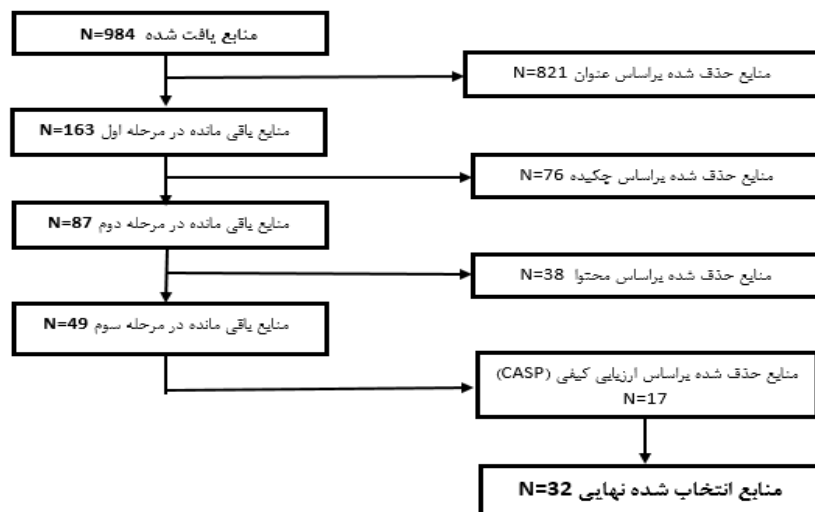 منابع یافت شده N=984
منابع حذف شده براساس عنوان N=821
منابع باقی مانده در مرحله اول N=163
منابع حذف شده براساس چکیده N=76
منابع باقی مانده در مرحله دوم N=87
منابع حذف شده براساس محتوا N=38
منابع باقی مانده در مرحله سوم N=49
منابع حذف شده براساس ارزیابی کیفی (CASP)
N=17
منابع انتخاب شده نهایی N=32